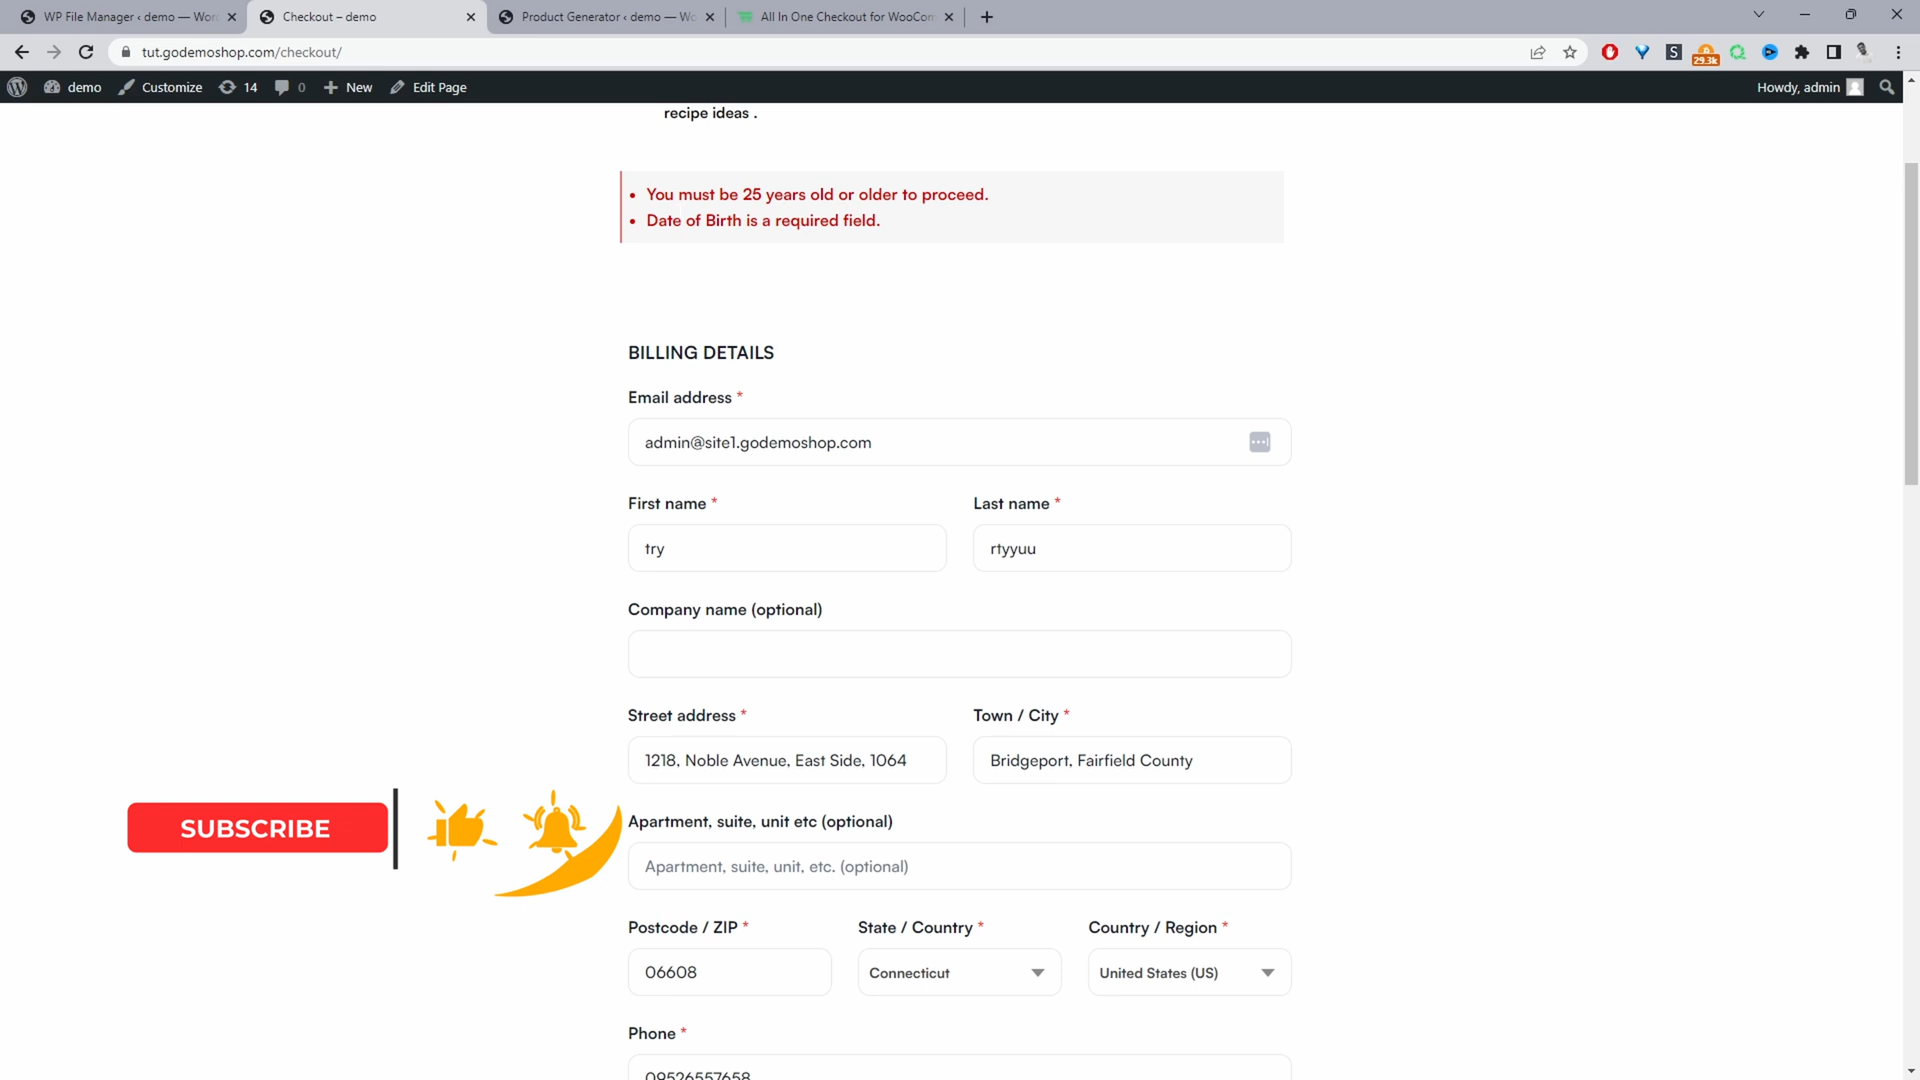 WP File Manager ‹ demo — Wor
Checkout – demo
Product Generator ‹ demo — Wo
All In One Checkout for WooCom
tut.godemoshop.com/checkout/
S
29.3k
demo
Customize
14
0
New
Edit Page
Howdy, admin
recipe ideas .
You must be 25 years old or older to proceed.
Date of Birth is a required field.
BILLING DETAILS
Email address *
admin@site1.godemoshop.com
First name *
Last name *
try
rtyyuu
Company name (optional)
Street address *
Town / City *
1218, Noble Avenue, East Side, 1064
Bridgeport, Fairfield County
SUBSCRIBE
Apartment, suite, unit etc (optional)
Apartment, suite, unit, etc. (optional)
Postcode / ZIP *
State / Country *
Country / Region *
06608
Connecticut
United States (US)
Phone *
09526557658